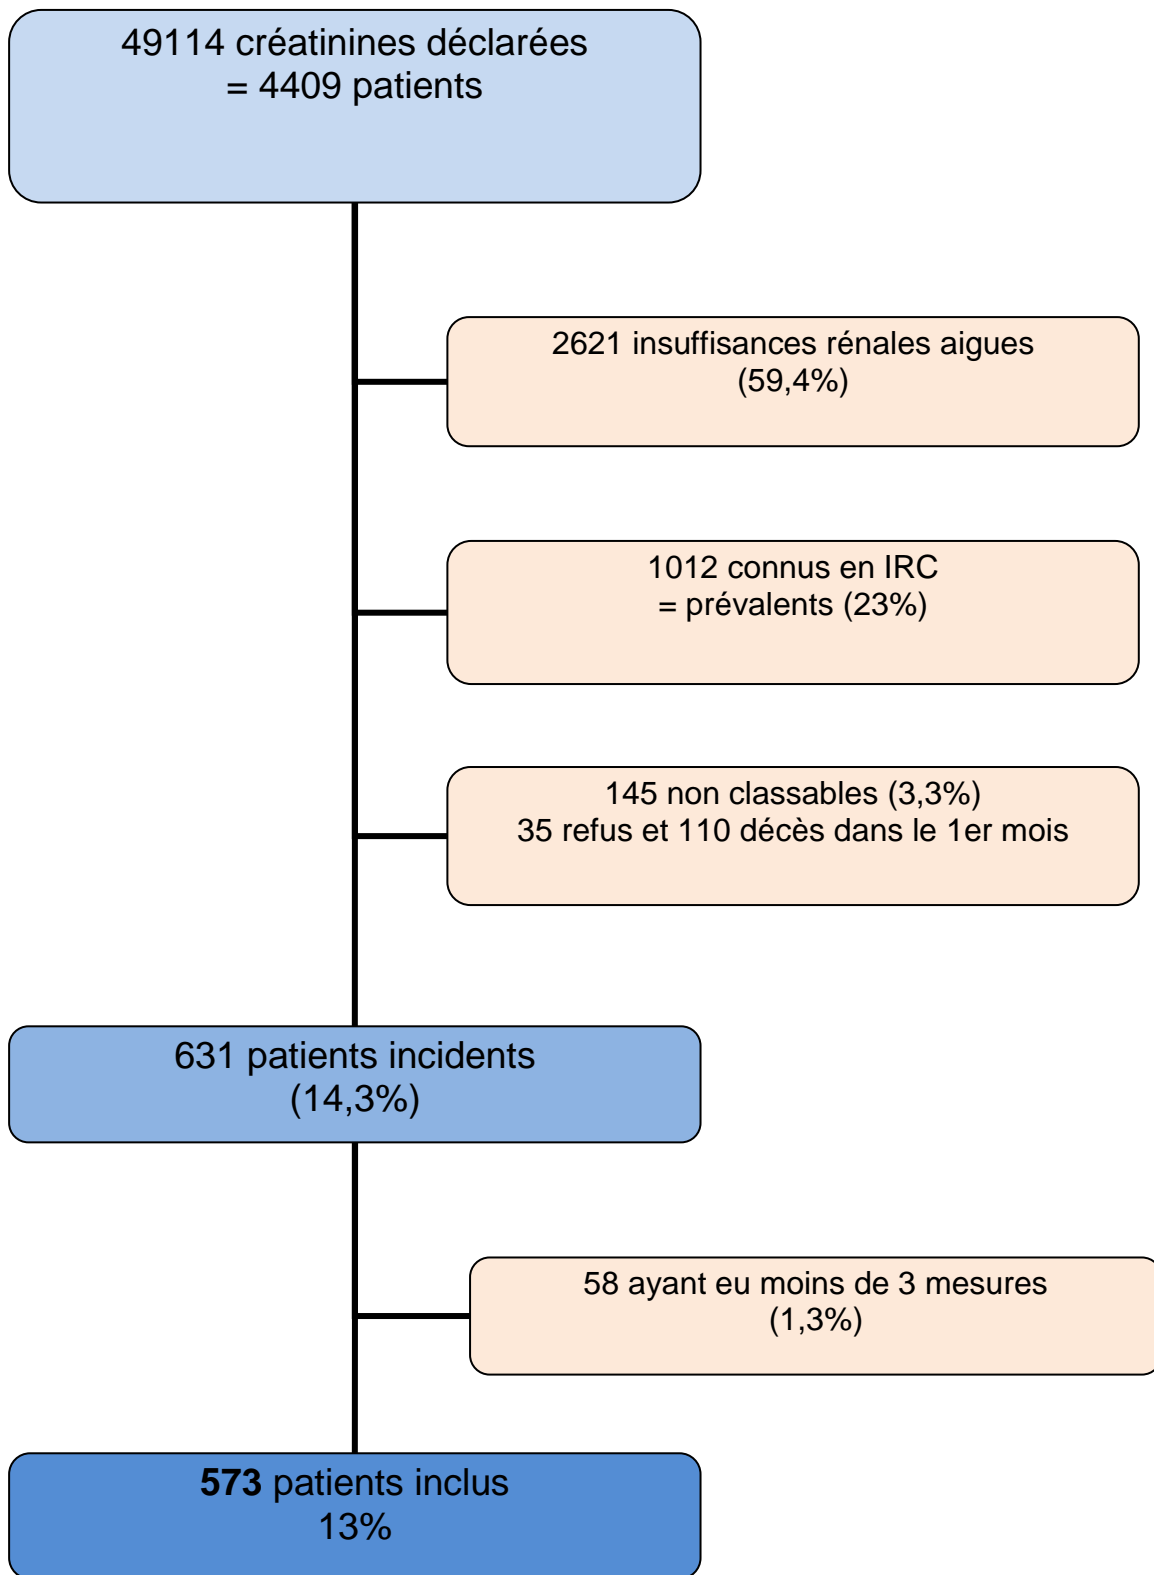 49114 créatinines déclarées
= 4409 patients
2621 insuffisances rénales aigues
(59,4%)
1012 connus en IRC
= prévalents (23%)
145 non classables (3,3%)
35 refus et 110 décès dans le 1er mois
631 patients incidents
(14,3%)
58 ayant eu moins de 3 mesures
(1,3%)
573 patients inclus
13%